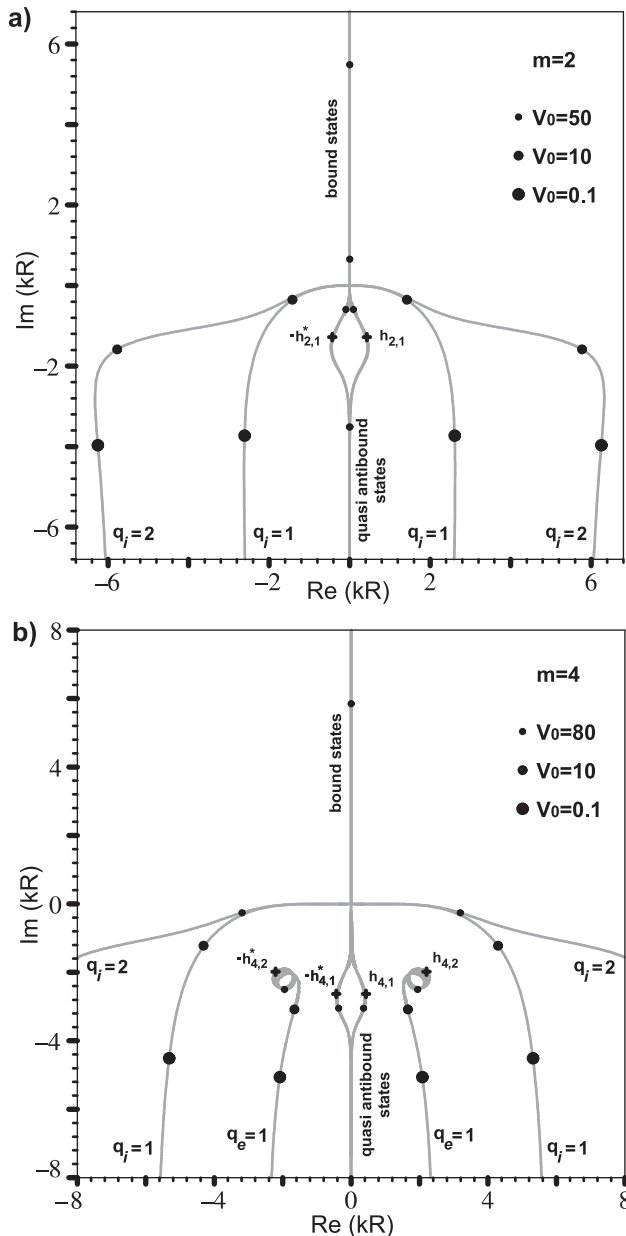 a)
6
m=2
V₀=50
V₀=10
V₀=0.1
bound states
2
Im (kR)
-h*2,1
h2,1
−2
quasi antibound
states
−6
qi=2
qi=1
qi=1
qi=2
−6
−2
2
6
Re (kR)
b)
8
m=4
V₀=80
V₀=10
V₀=0.1
bound states
4
Im (kR)
0
qi=2
-h*4,2
-h*4,1
h4,1
h4,2
qi=2
−4
quasi antibound
states
qi=1
qe=1
qe=1
qi=1
−8
−8
−4
0
4
8
Re (kR)